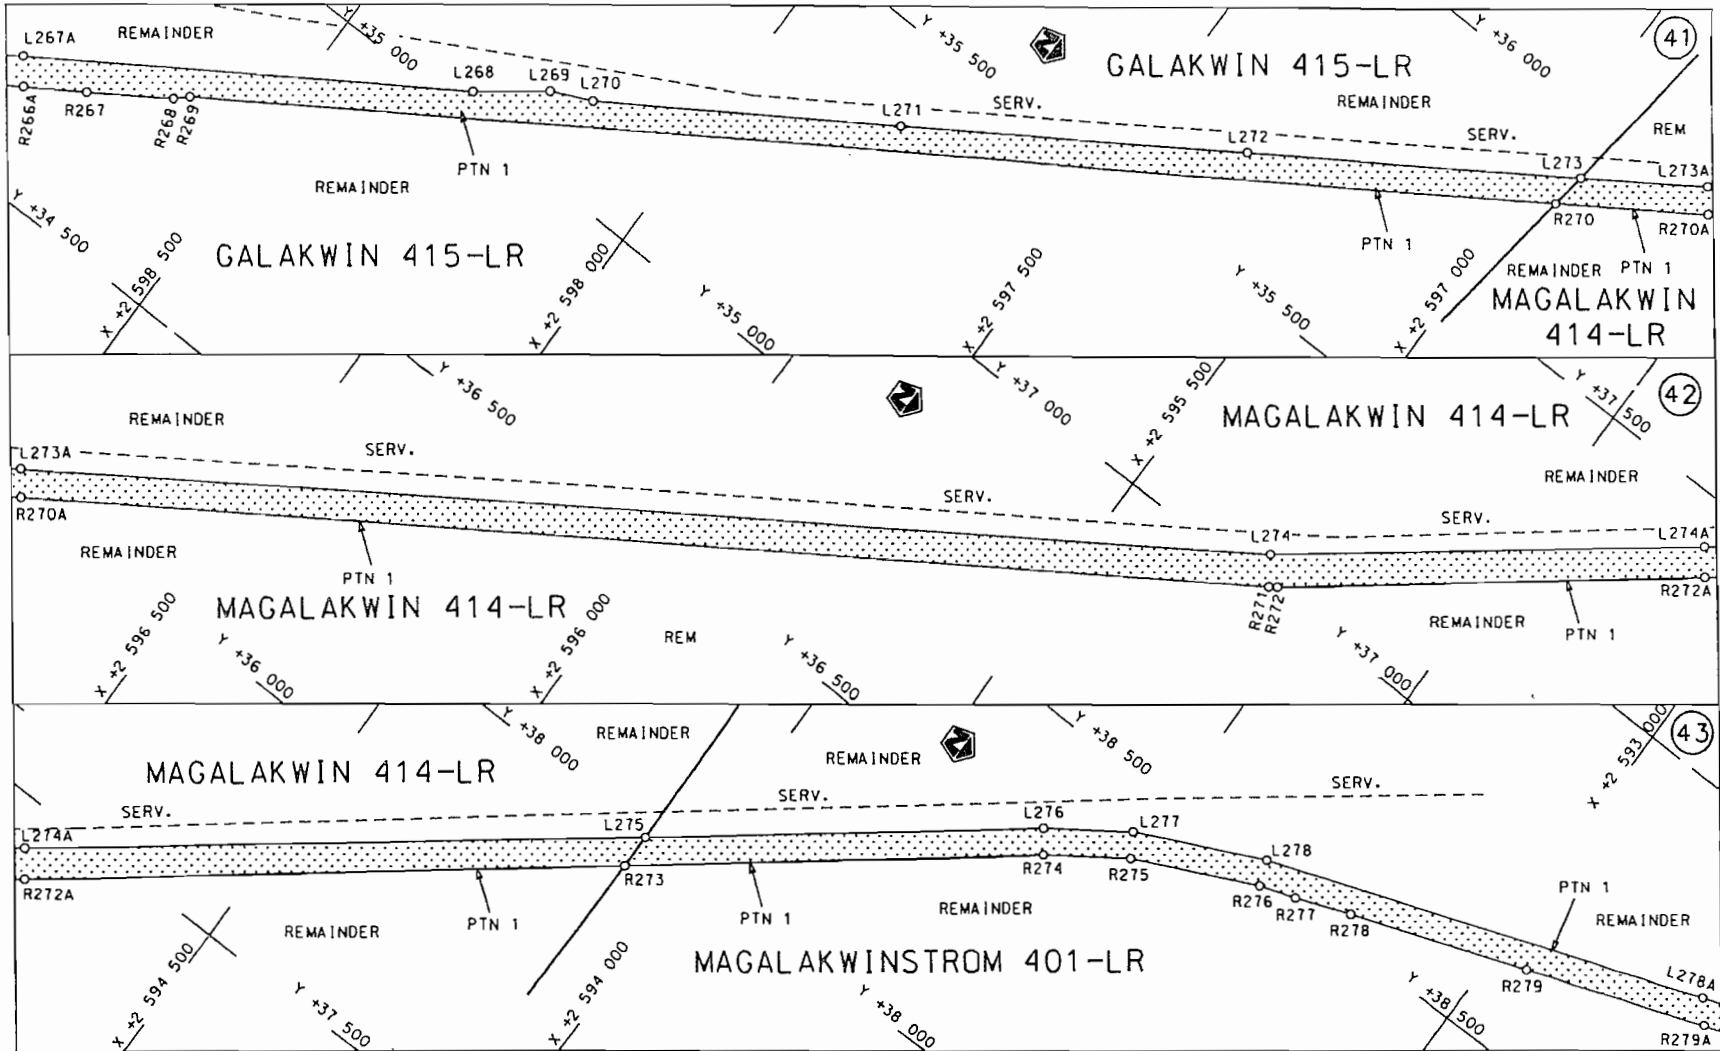 L267A
REMAINDER
Y +35 000
L268
L269
L270
Y +35 500
N
GALAKWIN 415-LR
Y +36 000
41
R266A
R267
R268
R269
PTN 1
L271
SERV.
REMAINDER
L272
SERV.
REM
L273
L273A
REMAINDER
Y +34 500
GALAKWIN 415-LR
X +2 598 500
X +2 598 000
Y +35 000
X +2 597 500
Y +35 500
PTN 1
X +2 597 000
R270
R270A
REMAINDER
PTN 1
MAGALAKWIN
414-LR
REMAINDER
Y +36 500
N
Y +37 000
X +2 595 500
MAGALAKWIN 414-LR
Y +37 500
42
L273A
SERV.
SERV.
REMAINDER
SERV.
L274
L274A
R270A
REMAINDER
PTN 1
MAGALAKWIN 414-LR
X +2 596 500
Y +36 000
X +2 596 000
REM
Y +36 500
R271
R272
Y +37 000
REMAINDER
PTN 1
R272A
MAGALAKWIN 414-LR
Y +38 000
REMAINDER
REMAINDER
N
Y +38 500
X +2 593 000
43
SERV.
SERV.
SERV.
L274A
L275
L276
L277
L278
R272A
R273
R274
R275
R276
R277
R278
PTN 1
REMAINDER
PTN 1
PTN 1
REMAINDER
REMAINDER
MAGALAKWINSTROM 401-LR
X +2 594 500
Y +37 500
X +2 594 000
Y +38 000
Y +38 500
R279
L278A
R279A